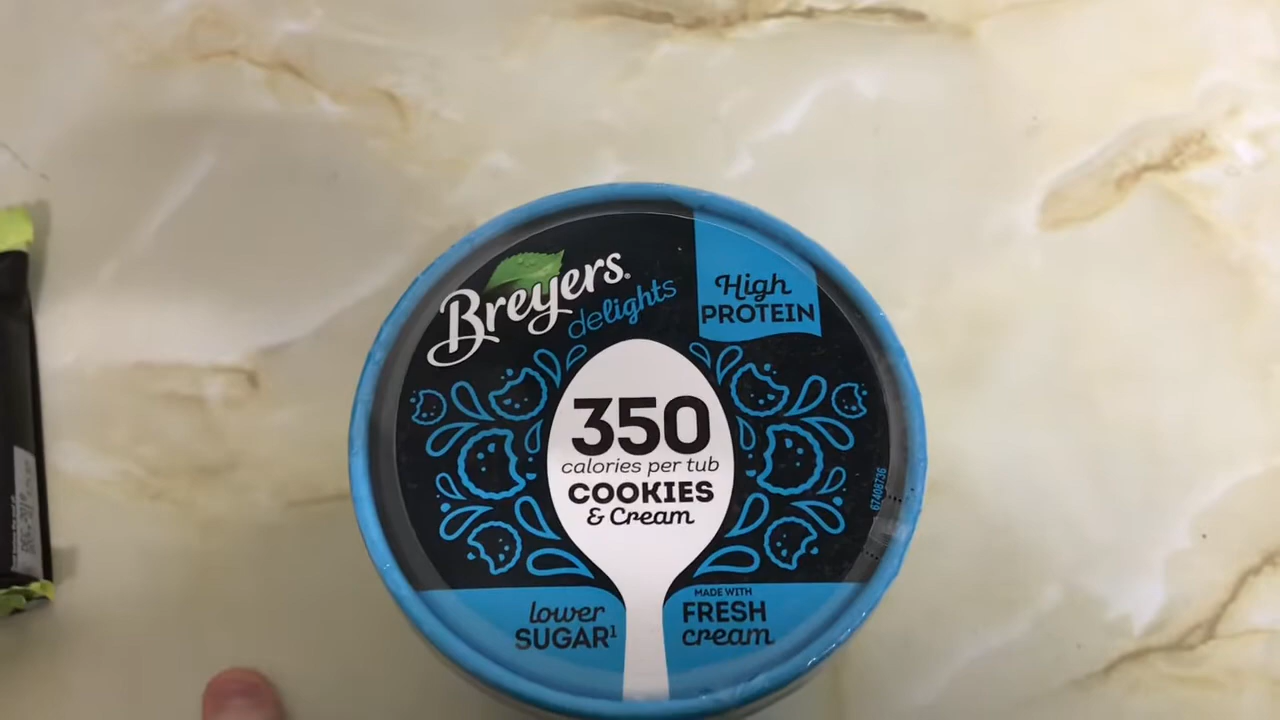 Breyers®
delights
High
PROTEIN
350
calories per tub
COOKIES
& Cream
67408736
lower
SUGAR¹
MADE WITH
FRESH
cream